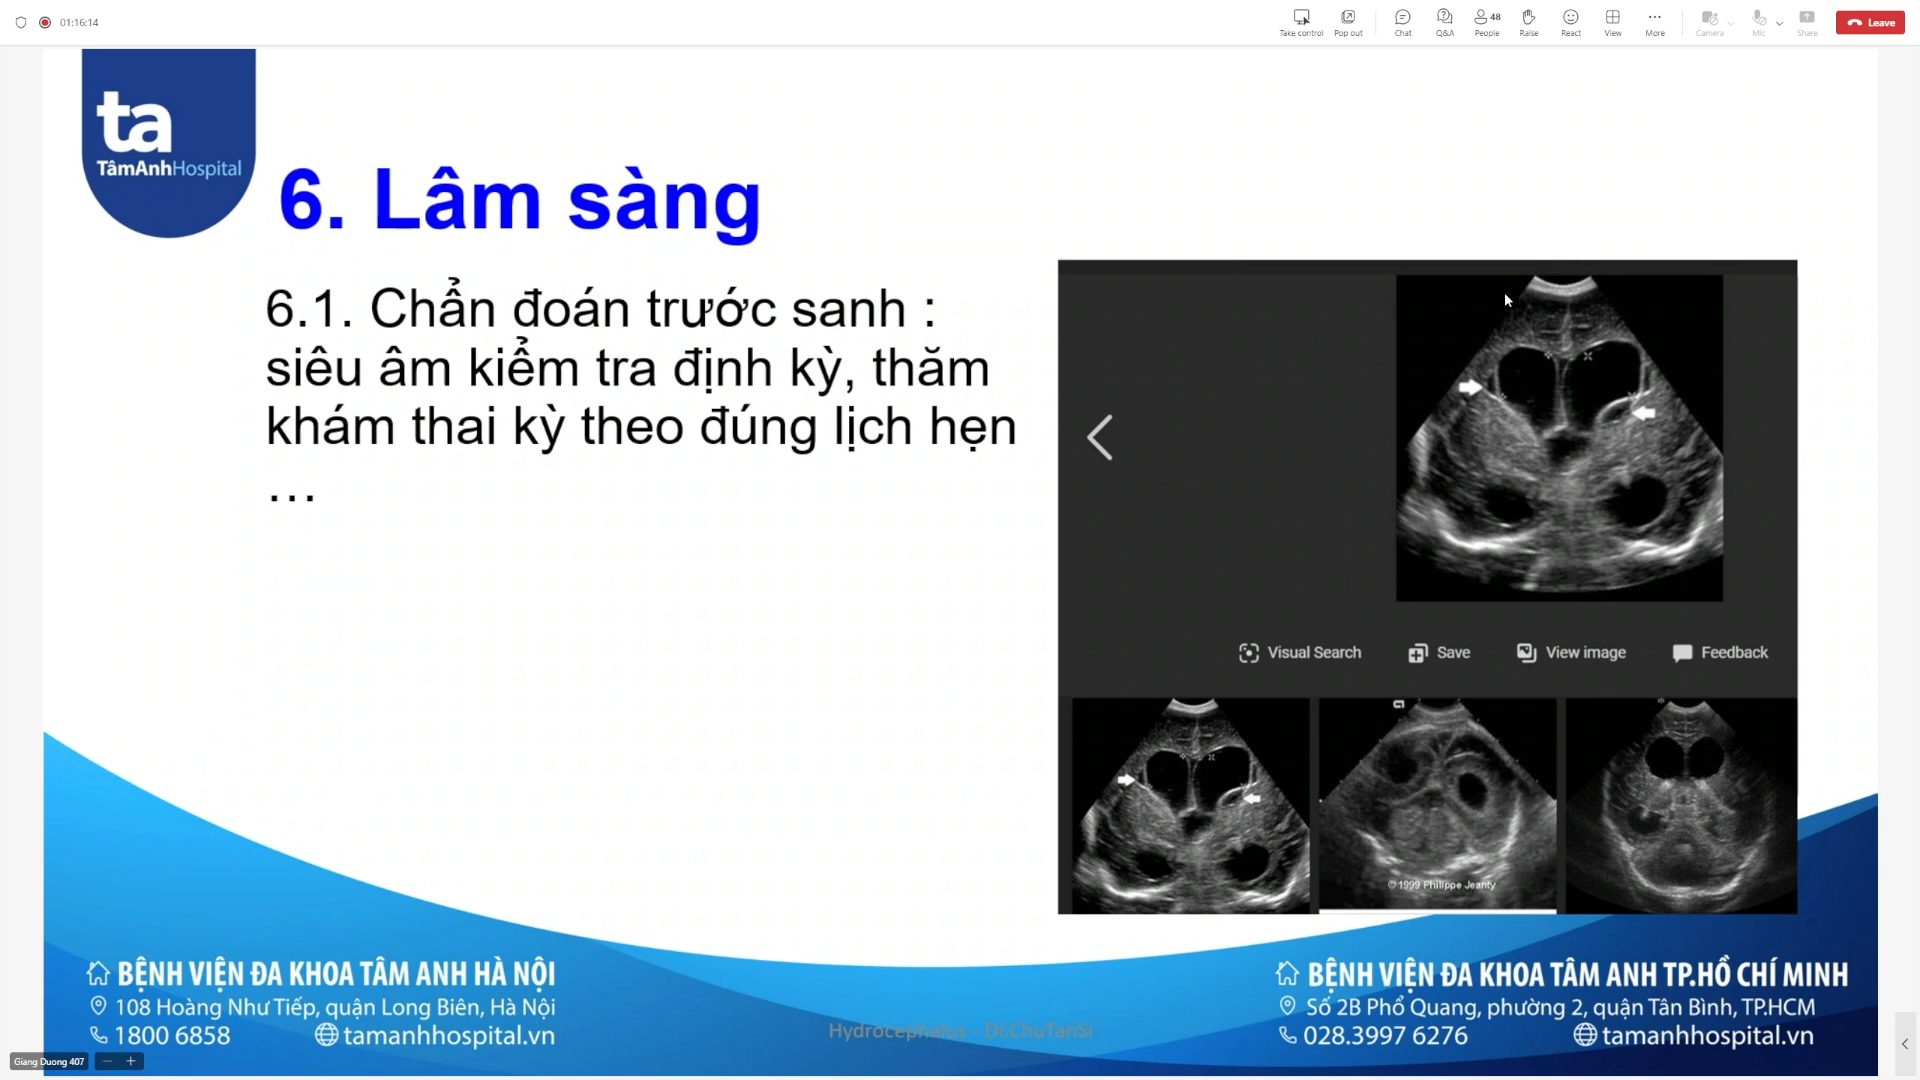 01:16:14
Take control
Pop out
Chat
Q&A
48
People
Raise
React
View
More
Camera
Mic
Share
Leave
ta
TâmAnhHospital
6. Lâm sàng
6.1. Chẩn đoán trước sanh :
siêu âm kiểm tra định kỳ, thăm
khám thai kỳ theo đúng lịch hẹn
…
Visual Search
Save
View image
Feedback
© 1999 Philippe Jeanty
BỆNH VIỆN ĐA KHOA TÂM ANH HÀ NỘI
108 Hoàng Như Tiếp, quận Long Biên, Hà Nội
1800 6858
tamanhhospital.vn
Hydrocephalus - Dr.ChuTanSi
BỆNH VIỆN ĐA KHOA TÂM ANH TP.HỒ CHÍ MINH
Số 2B Phổ Quang, phường 2, quận Tân Bình, TP.HCM
028.3997 6276
tamanhhospital.vn
Giang Duong 407